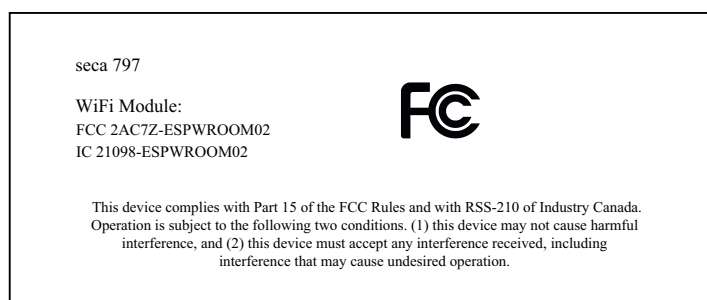 seca 797
WiFi Module:
FCC 2AC7Z-ESPWROOM02
IC 21098-ESPWROOM02
FC
This device complies with Part 15 of the FCC Rules and with RSS-210 of Industry Canada.
Operation is subject to the following two conditions. (1) this device may not cause harmful
interference, and (2) this device must accept any interference received, including
interference that may cause undesired operation.